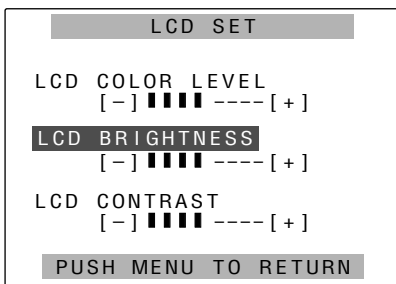 LCD SET
LCD COLOR LEVEL
[–]▮▮▮▮----[+]
LCD BRIGHTNESS
[–]▮▮▮▮----[+]
LCD CONTRAST
[–]▮▮▮▮----[+]
PUSH MENU TO RETURN